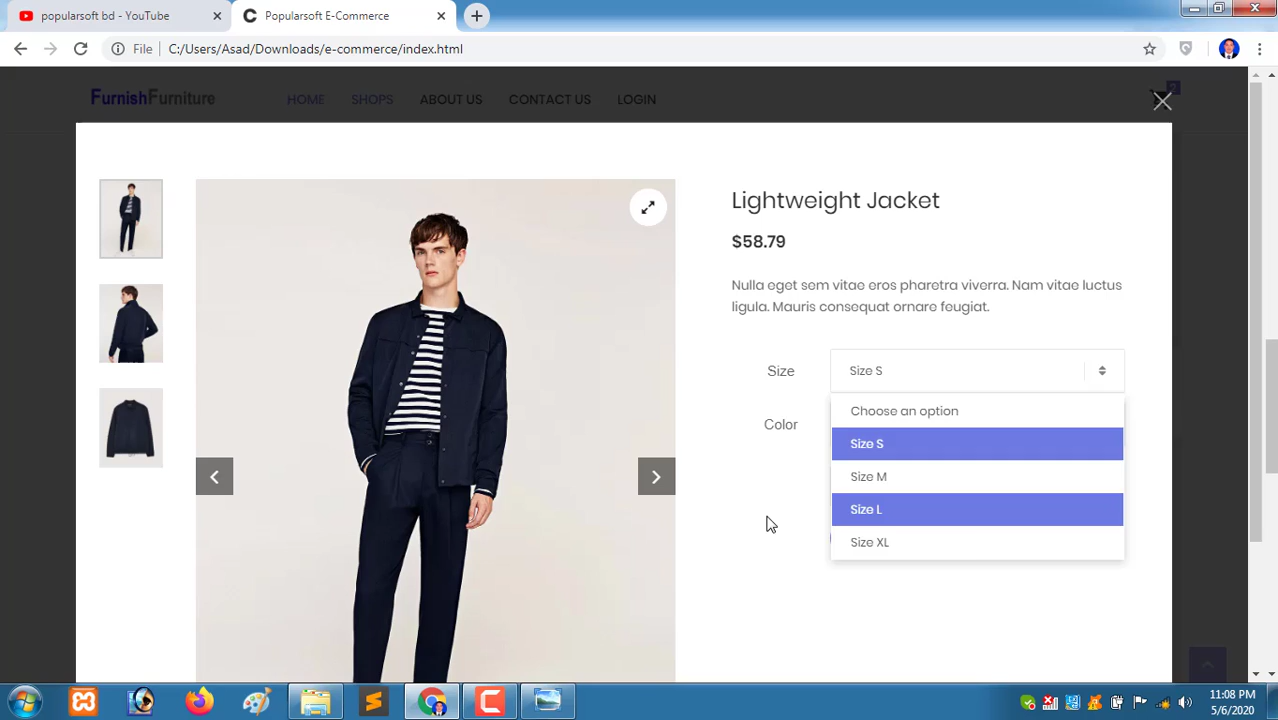 popularsoft bd - YouTube
Popularsoft E-Commerce
File
C:/Users/Asad/Downloads/e-commerce/index.html
FurnishFurniture
HOME
SHOPS
ABOUT US
CONTACT US
LOGIN
Lightweight Jacket
$58.79
Nulla eget sem vitae eros pharetra viverra. Nam vitae luctus
ligula. Mauris consequat ornare feugiat.
Size
Size S
Choose an option
Color
Size S
Size M
Size L
Size XL
11:08 PM
5/6/2020